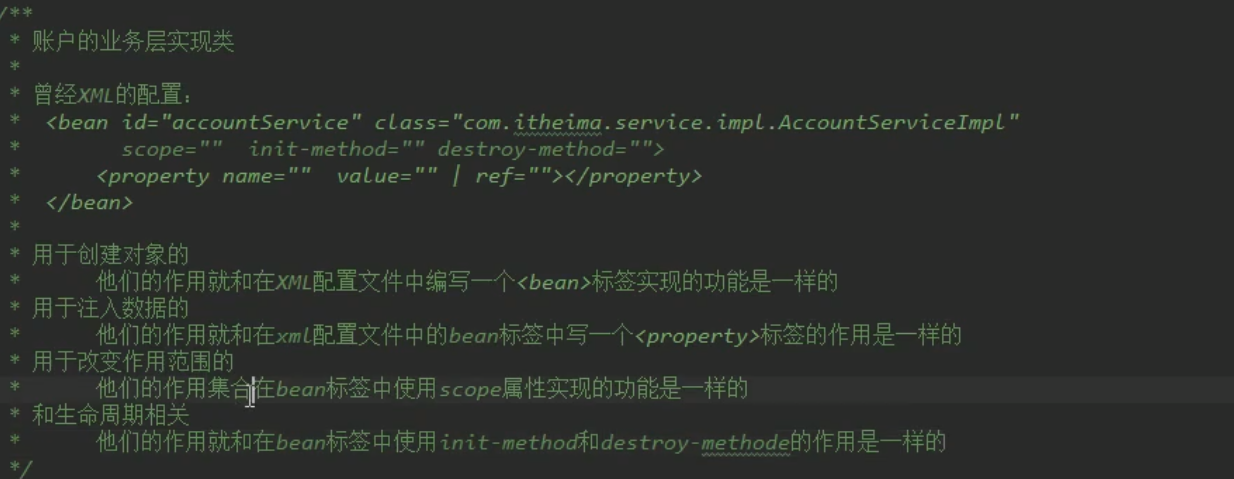 /**
* 账户的业务层实现类
*
* 曾经XML的配置：
* <bean id="accountService" class="com.itheima.service.impl.AccountServiceImpl"
* scope="" init-method="" destroy-method="">
* <property name="" value="" | ref=""></property>
* </bean>
*
* 用于创建对象的
* 他们的作用就和在XML配置文件中编写一个<bean>标签实现的功能是一样的
* 用于注入数据的
* 他们的作用就和在xml配置文件中的bean标签中写一个<property>标签的作用是一样的
* 用于改变作用范围的
* 他们的作用集合在bean标签中使用scope属性实现的功能是一样的
* 和生命周期相关
* 他们的作用就和在bean标签中使用init-method和destroy-methode的作用是一样的
*/